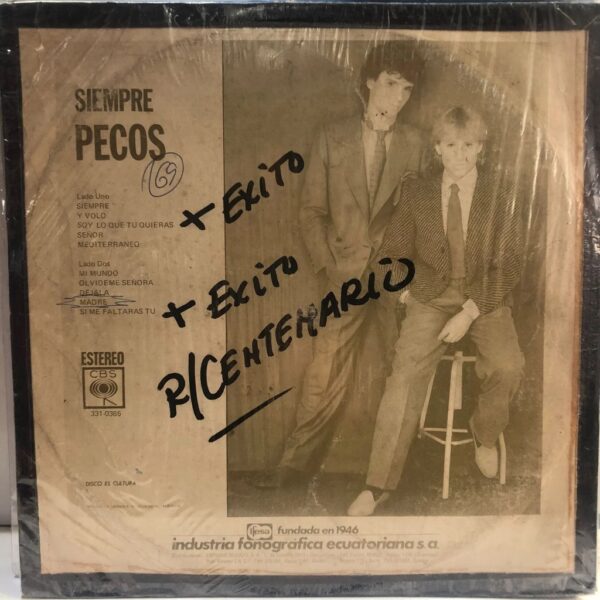 SIEMPRE
PECOS
69
Lado Uno
SIEMPRE
Y VOLO
SOY LO QUE TU QUIERAS
SEÑOR
MEDITERRANEO
+ EXITO
Lado Dos
MI MUNDO
OLVIDEME SEÑORA
DEJALA
MADRE
SI ME FALTARAS TU
+ EXITO
R/CENTENARIO
ESTEREO
CBS
331-0365
DISCO ES CULTURA
ifesa fundada en 1946
industria fonografica ecuatoriana s.a.